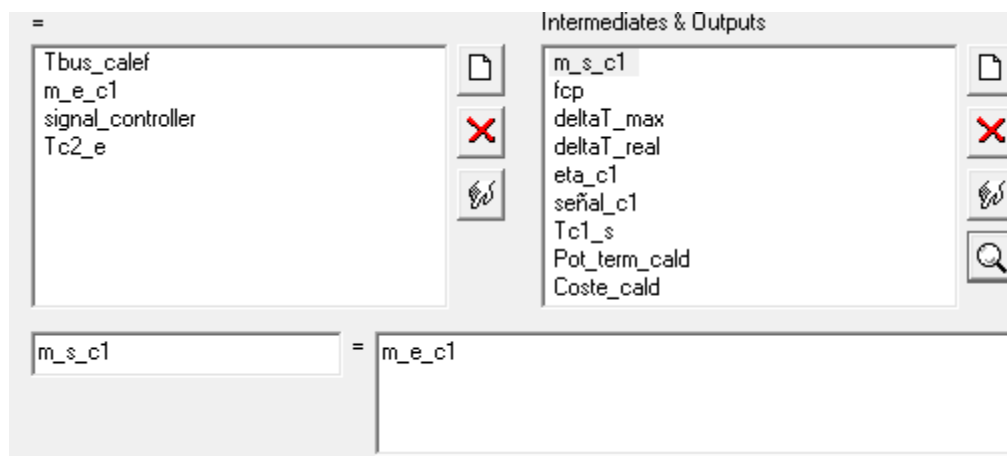 =
Tbus_calef
m_e_c1
signal_controller
Tc2_e
Intermediates & Outputs
m_s_c1
fcp
deltaT_max
deltaT_real
eta_c1
señal_c1
Tc1_s
Pot_term_cald
Coste_cald
m_s_c1 = m_e_c1